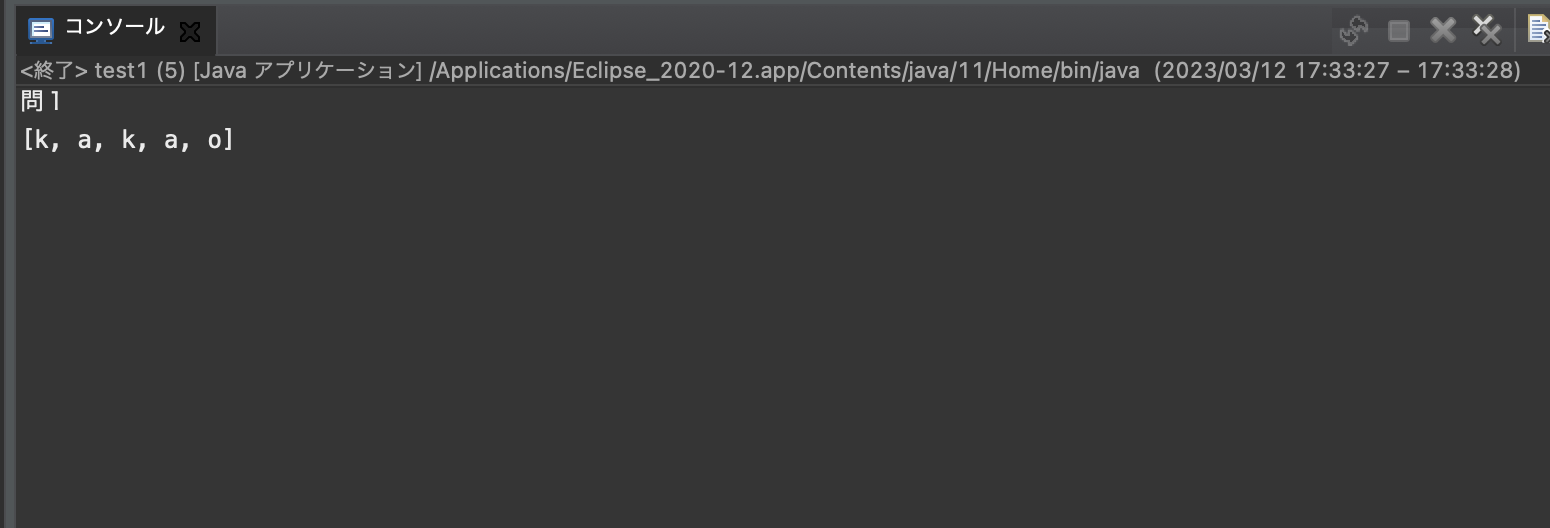 コンソール
<終了> test1 (5) [Java アプリケーション] /Applications/Eclipse_2020-12.app/Contents/java/11/Home/bin/java (2023/03/12 17:33:27 – 17:33:28)
問1
[k, a, k, a, o]